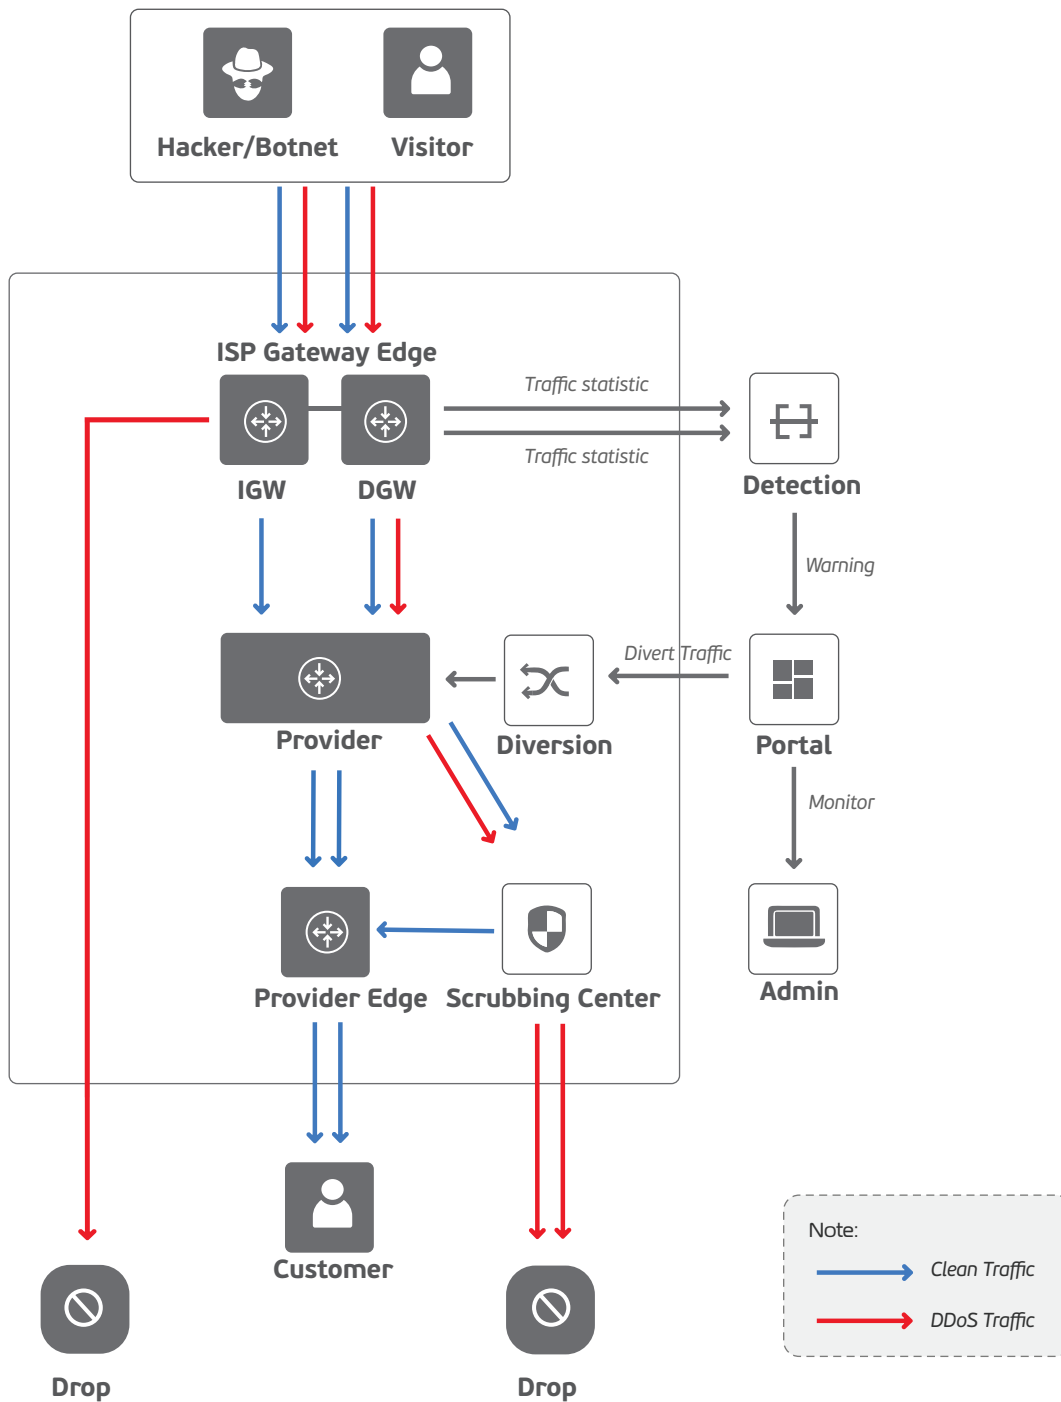 Hacker/Botnet
Visitor
ISP Gateway Edge
Traffic statistic
Traffic statistic
IGW
DGW
Detection
Warning
Divert Traffic
Provider
Diversion
Portal
Monitor
Provider Edge
Scrubbing Center
Admin
Customer
Note:
Clean Traffic
DDoS Traffic
Drop
Drop